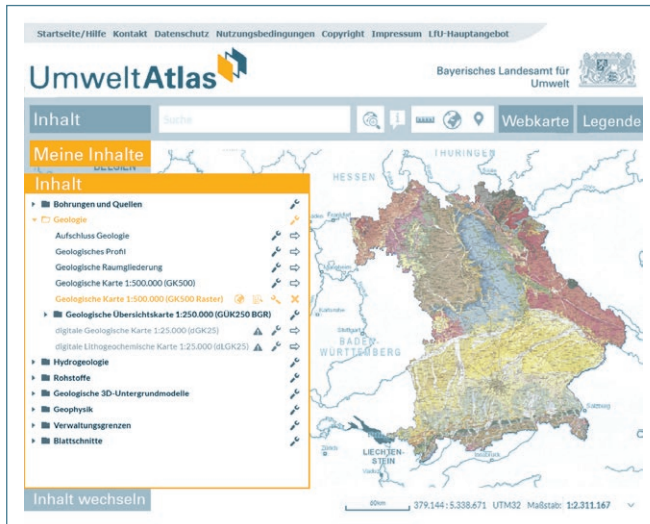 Startseite/Hilfe Kontakt Datenschutz Nutzungsbedingungen Copyright Impressum LfU-Hauptangebot
UmweltAtlas
Bayerisches Landesamt für
Umwelt
Inhalt
Suche
Webkarte
Legende
Meine Inhalte
THÜRINGEN
HESSEN
Inhalt
Bohrungen und Quellen
Geologie
Aufschluss Geologie
Geologisches Profil
Geologische Raumgliederung
Geologische Karte 1:500.000 (GK500)
Geologische Karte 1:500.000 (GK500 Raster)
Geologische Übersichtskarte 1:250.000 (GÜK250 BGR)
digitale Geologische Karte 1:25.000 (dGK25)
digitale Lithogeochemische Karte 1:25.000 (dLGK25)
Hydrogeologie
Rohstoffe
Geologische 3D-Untergrundmodelle
Geophysik
Verwaltungsgrenzen
Blattschnitte
Frankfurt
Stuttgart
BADEN-
WÜRTTEMBERG
Salzburg
LIECHTEN-
STEIN
Innsbruck
Inhalt wechseln
60km
379.144 : 5.338.671 UTM32 Maßstab: 1:2.311.167